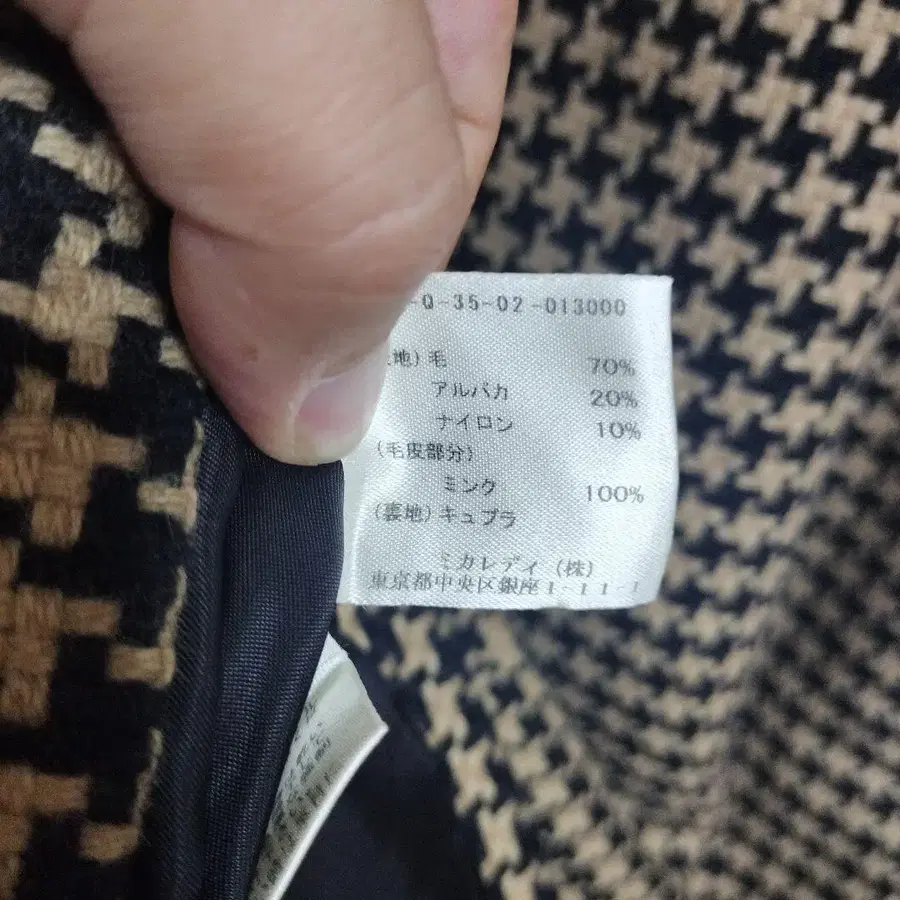 -Q-35-02-013000
地) 毛 70%
アルパカ 20%
ナイロン 10%
(毛皮部分)
ミンク 100%
(裏地) キュプラ
ミカレディ (株)
東京都中央区銀座1-11-1